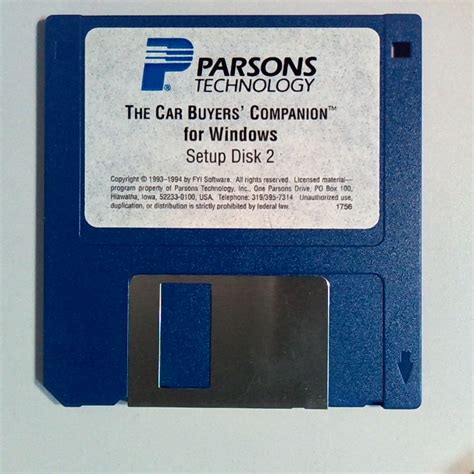 PARSONS
TECHNOLOGY
THE CAR BUYERS' COMPANION™
for Windows
Setup Disk 2
Copyright © 1993-1994 by FYI Software. All rights reserved. Licensed material—
program property of Parsons Technology, Inc., One Parsons Drive, PO Box 100,
Hiawatha, Iowa, 52233-0100, USA. Telephone: 319/395-7314 Unauthorized use,
duplication, or distribution is strictly prohibited by federal law. 1756